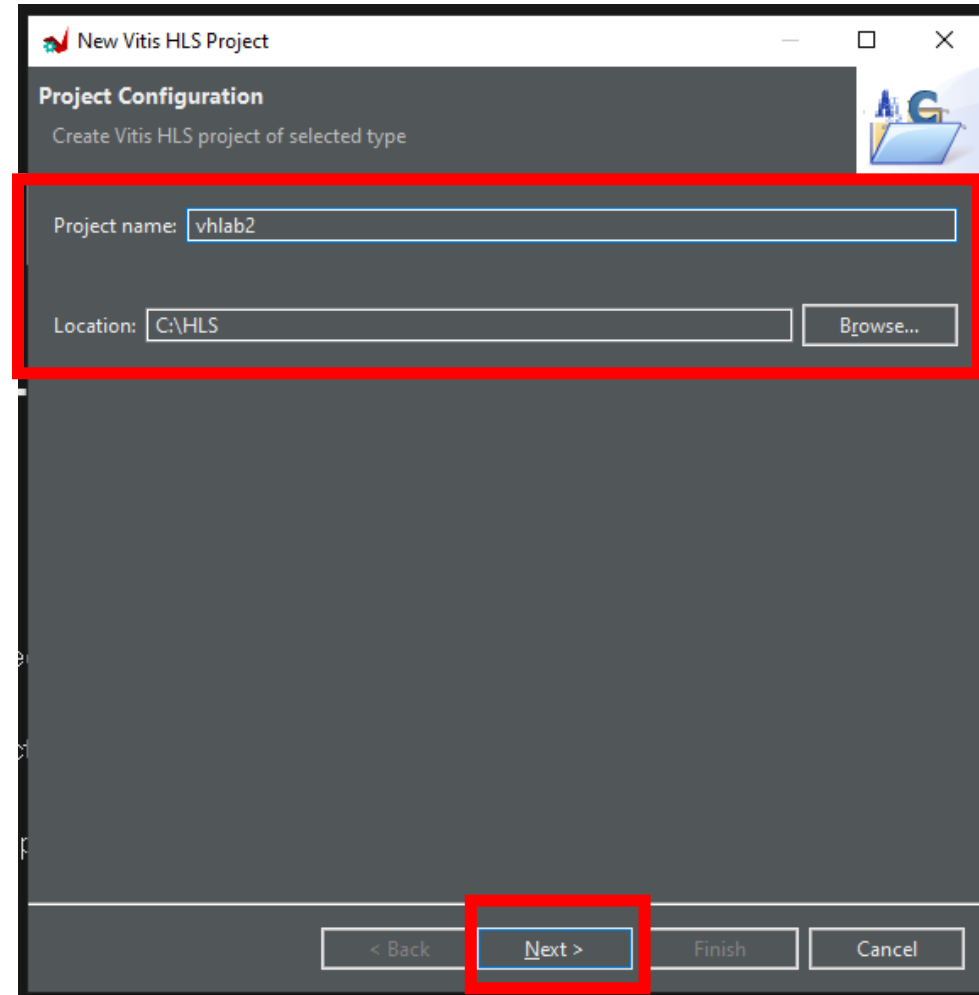 New Vitis HLS Project
Project Configuration
Create Vitis HLS project of selected type
Project name: vhlab2
Location: C:\HLS Browse...
< Back Next > Finish Cancel